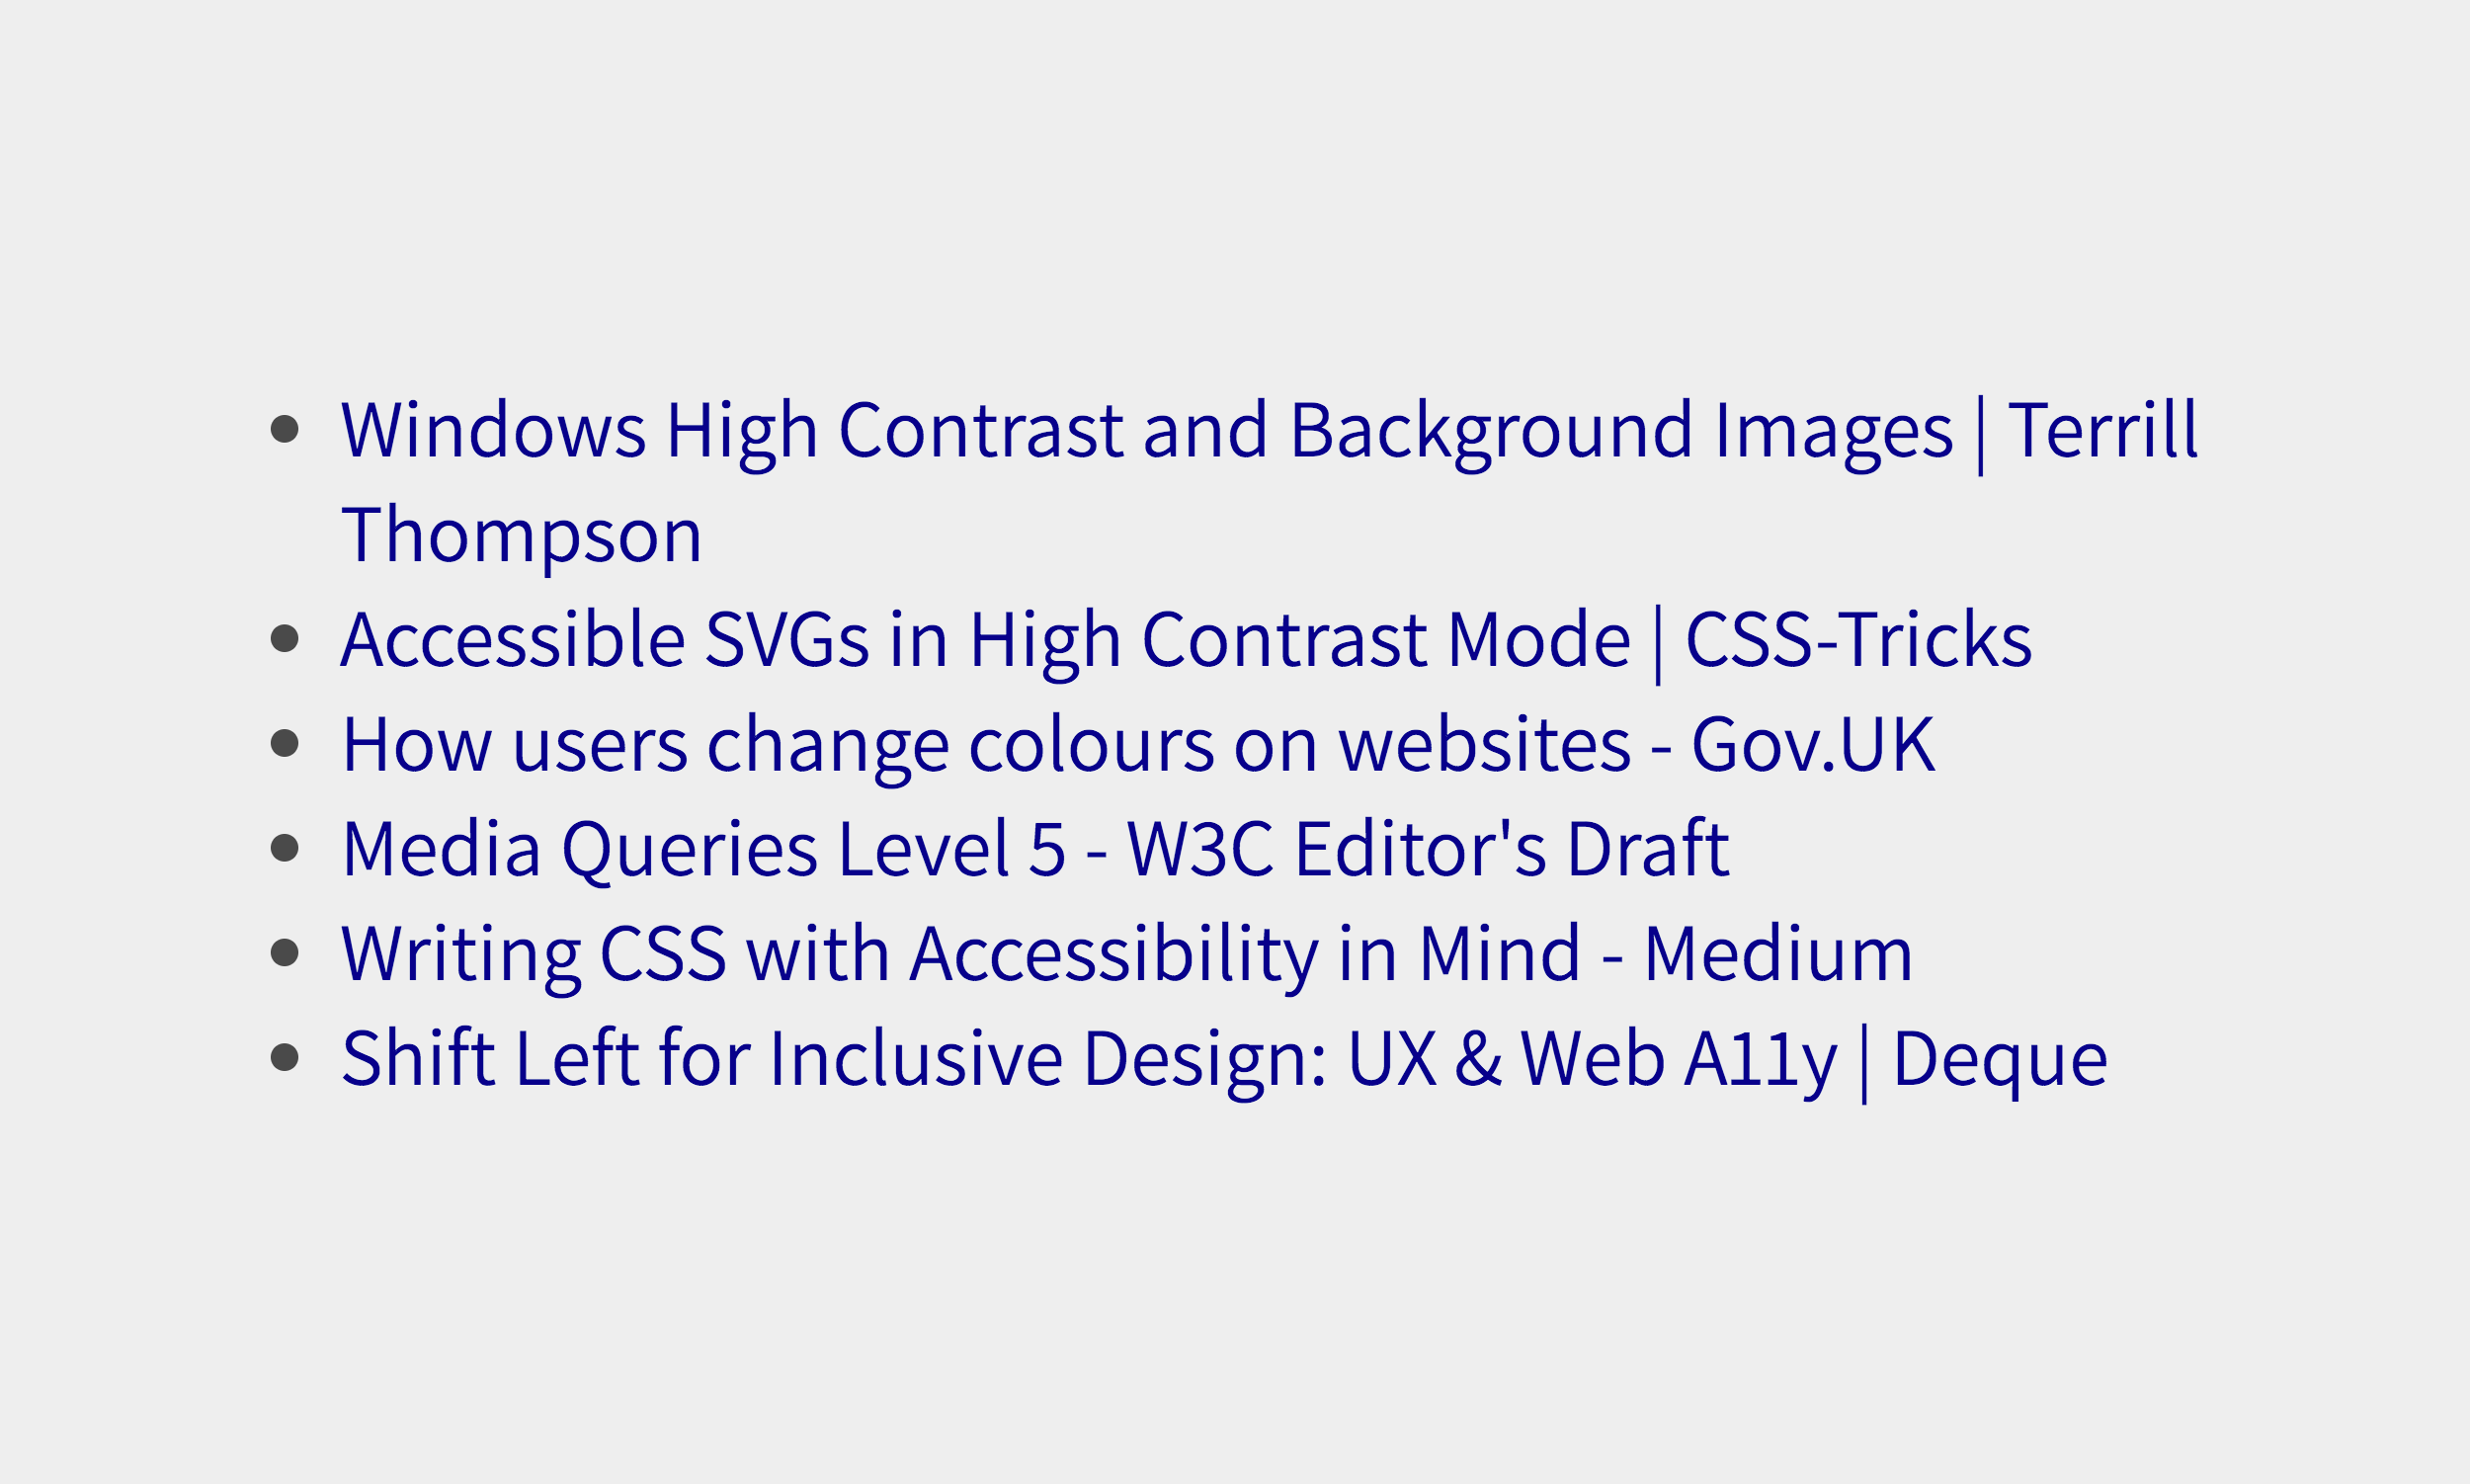 • Windows High Contrast and Background Images | Terrill
Thompson
• Accessible SVGs in High Contrast Mode | CSS-Tricks
• How users change colours on websites - Gov.UK
• Media Queries Level 5 - W3C Editor's Draft
• Writing CSS with Accessibility in Mind - Medium
• Shift Left for Inclusive Design: UX & Web A11y | Deque